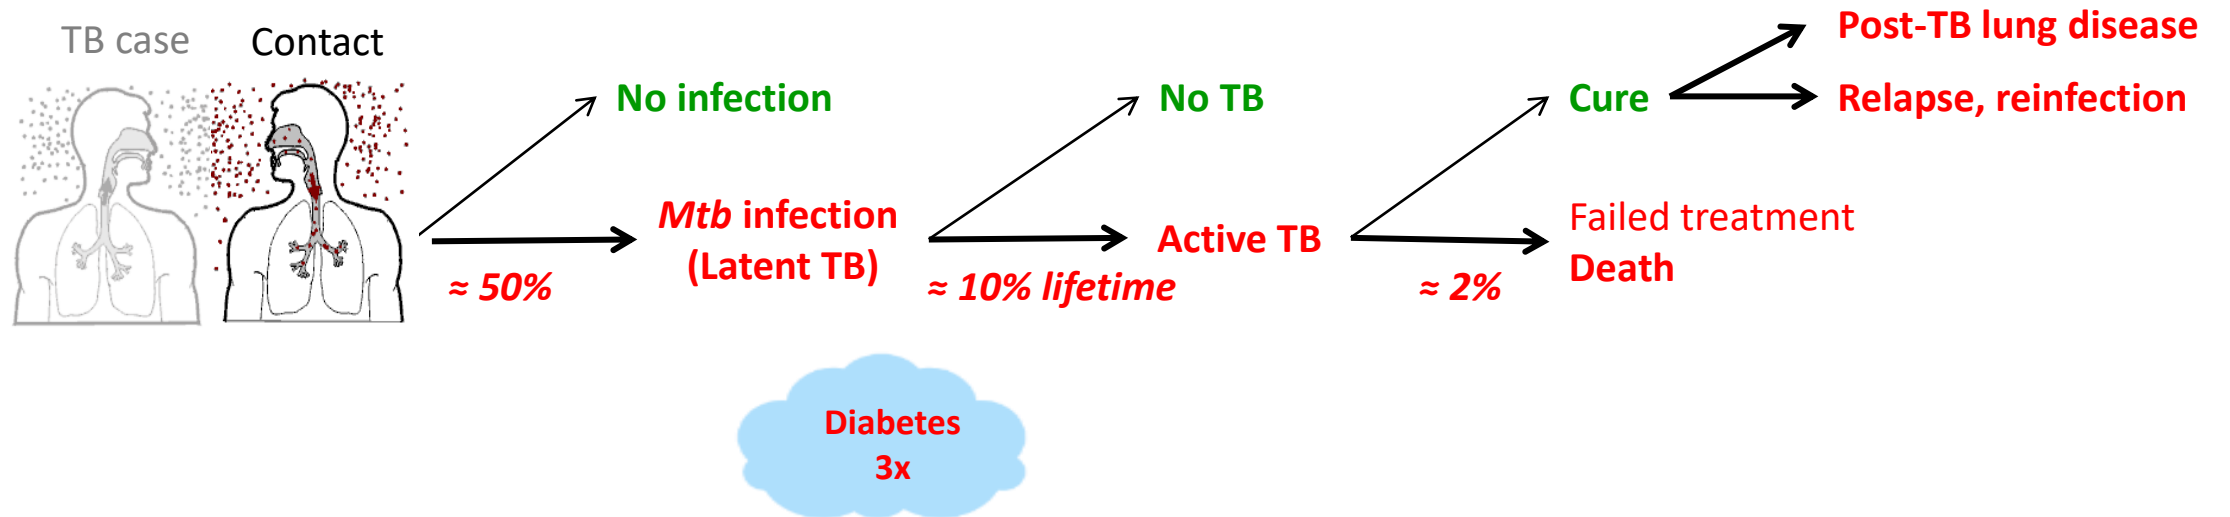 TB case
Contact
No infection
Mtb infection
(Latent TB)
≈ 50%
No TB
Active TB
≈ 10% lifetime
Cure
Failed treatment
Death
≈ 2%
Post-TB lung disease
Relapse, reinfection
Diabetes
3x